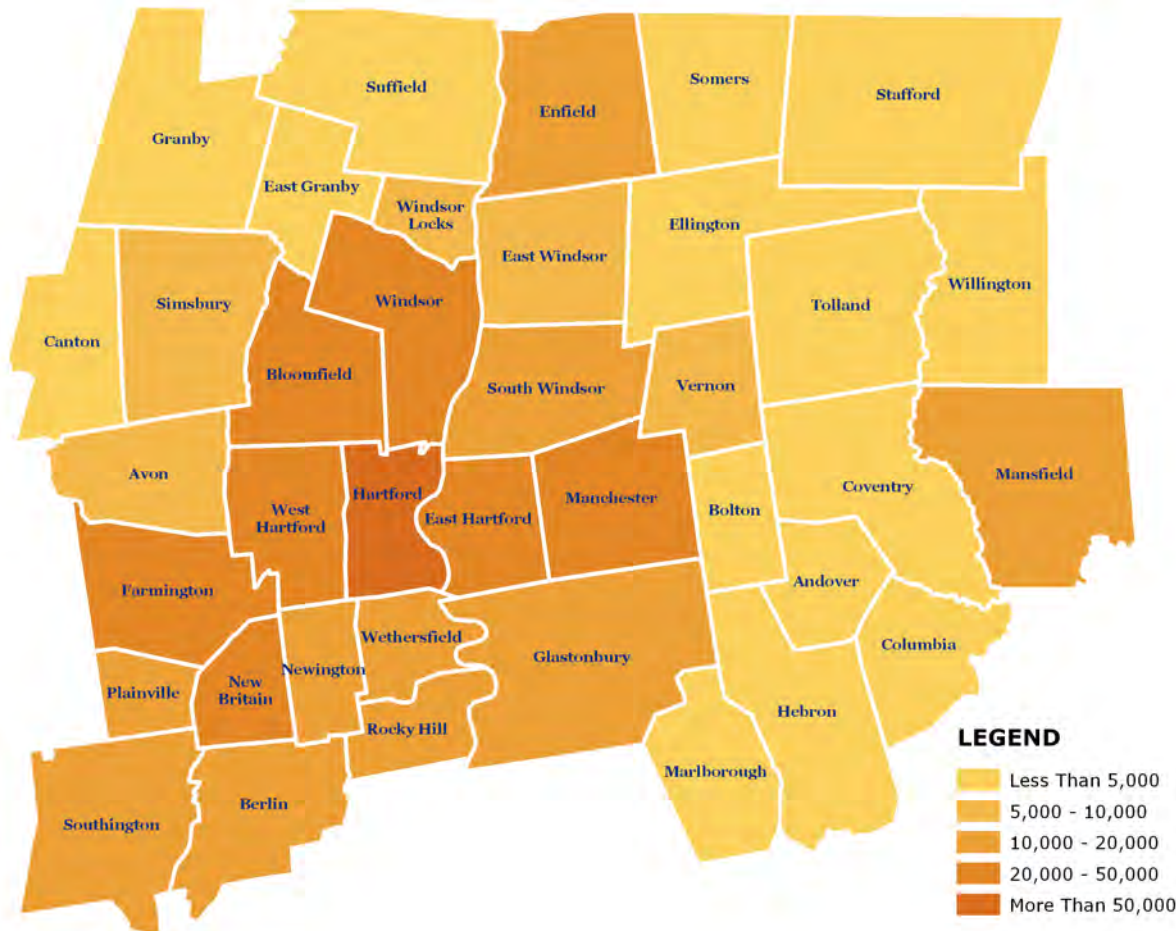 Suffield
Somers
Stafford
Enfield
Granby
East Granby
Windsor
Locks
Ellington
East Windsor
Willington
Simsbury
Windsor
Tolland
Canton
Bloomfield
South Windsor
Vernon
Avon
Hartford
Manchester
Mansfield
Coventry
West
Hartford
East Hartford
Bolton
Andover
Farmington
Wethersfield
Columbia
Glastonbury
Newington
Plainville
New
Britain
Hebron
Rocky Hill
Marlborough
Berlin
Southington
LEGEND
Less Than 5,000
5,000 - 10,000
10,000 - 20,000
20,000 - 50,000
More Than 50,000